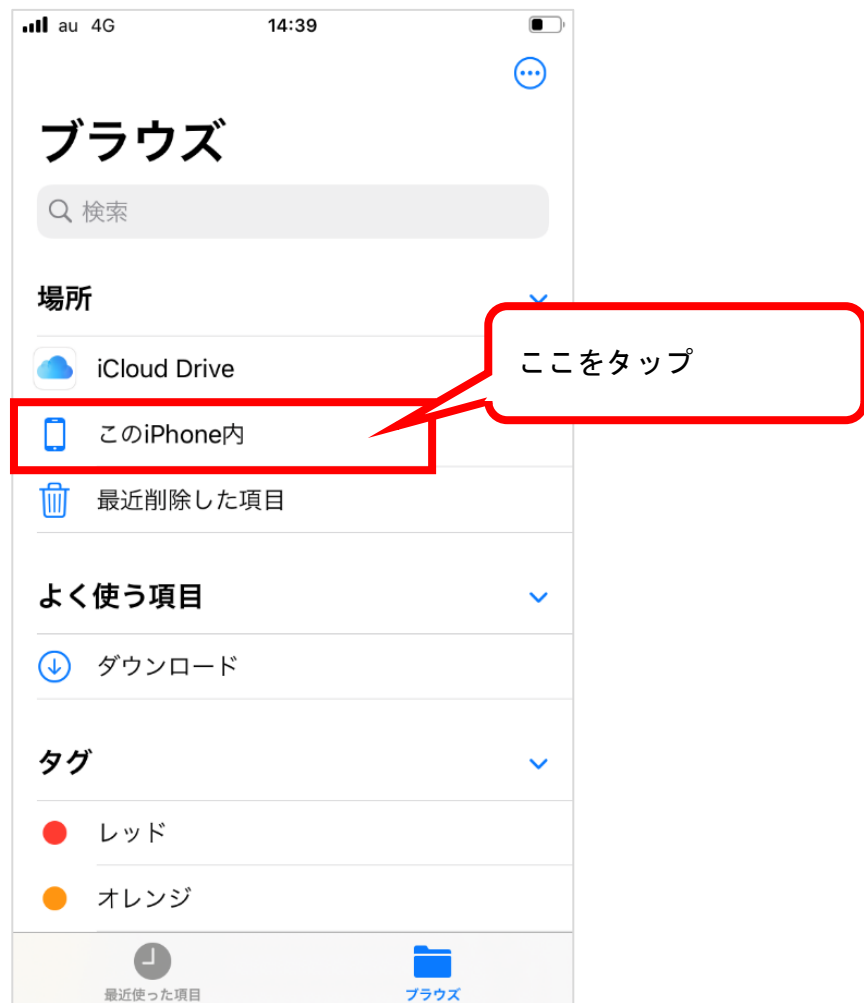 au 4G 14:39
ブラウズ
検索
場所
iCloud Drive
ここをタップ
このiPhone内
最近削除した項目
よく使う項目
ダウンロード
タグ
レッド
オレンジ
最近使った項目 ブラウズ